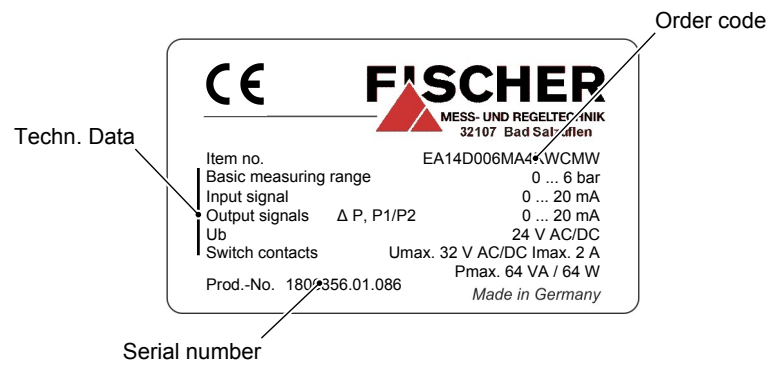 Order code
CE
FISCHER
MESS- UND REGELTECHNIK
32107 Bad Salzuflen
Techn. Data
Item no.
Basic measuring range 0 ... 6 bar
Input signal 0 ... 20 mA
Output signals Δ P, P1/P2 0 ... 20 mA
Ub 24 V AC/DC
Switch contacts Umax. 32 V AC/DC Imax. 2 A
Pmax. 64 VA / 64 W
Prod.-No.
Made in Germany
Serial number